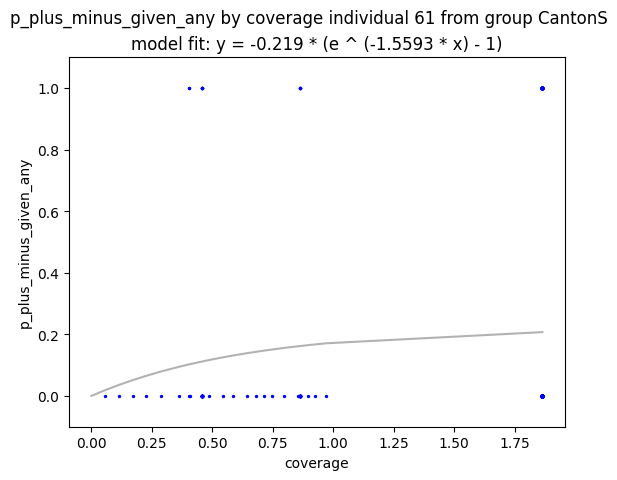 p_plus_minus_given_any by coverage individual 61 from group CantonS
model fit: y = -0.219 * (e ^ (-1.5593 * x) - 1)
1.0
0.8
0.6
0.4
0.2
0.0
p_plus_minus_given_any
0.00 0.25 0.50 0.75 1.00 1.25 1.50 1.75
coverage